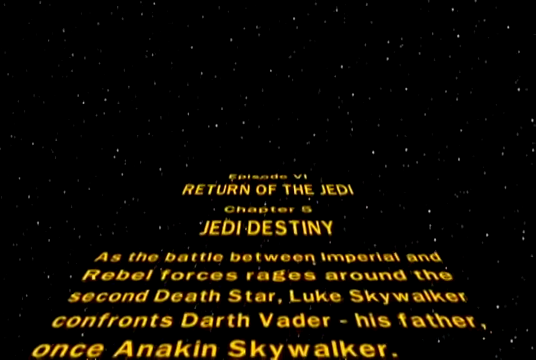 Episode VI
RETURN OF THE JEDI
Chapter 5
JEDI DESTINY
As the battle between Imperial and
Rebel forces rages around the
second Death Star, Luke Skywalker
confronts Darth Vader - his father,
once Anakin Skywalker.